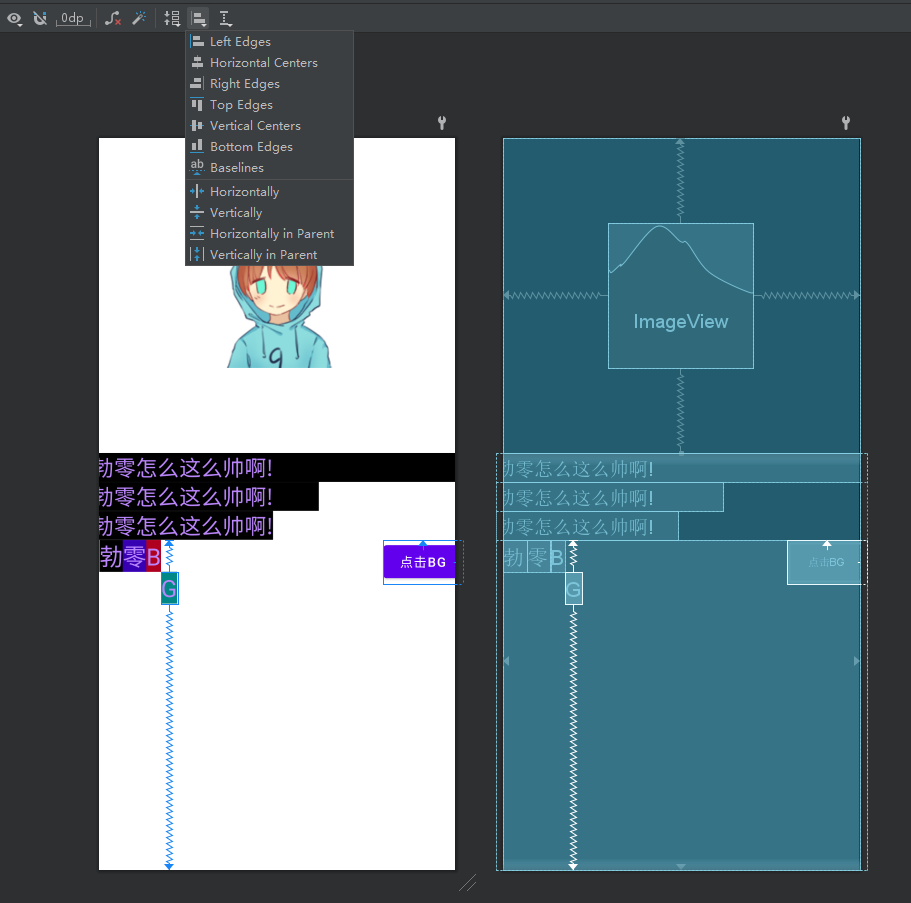 0dp
Left Edges
Horizontal Centers
Right Edges
Top Edges
Vertical Centers
Bottom Edges
ab
Baselines
Horizontally
Vertically
Horizontally in Parent
Vertically in Parent
9
勃零怎么这么帅啊!
勃零怎么这么帅啊!
勃零怎么这么帅啊!
勃零B
G
点击BG
ImageView
勃零怎么这么帅啊!
勃零怎么这么帅啊!
勃零怎么这么帅啊!
勃零B
G
点击BG